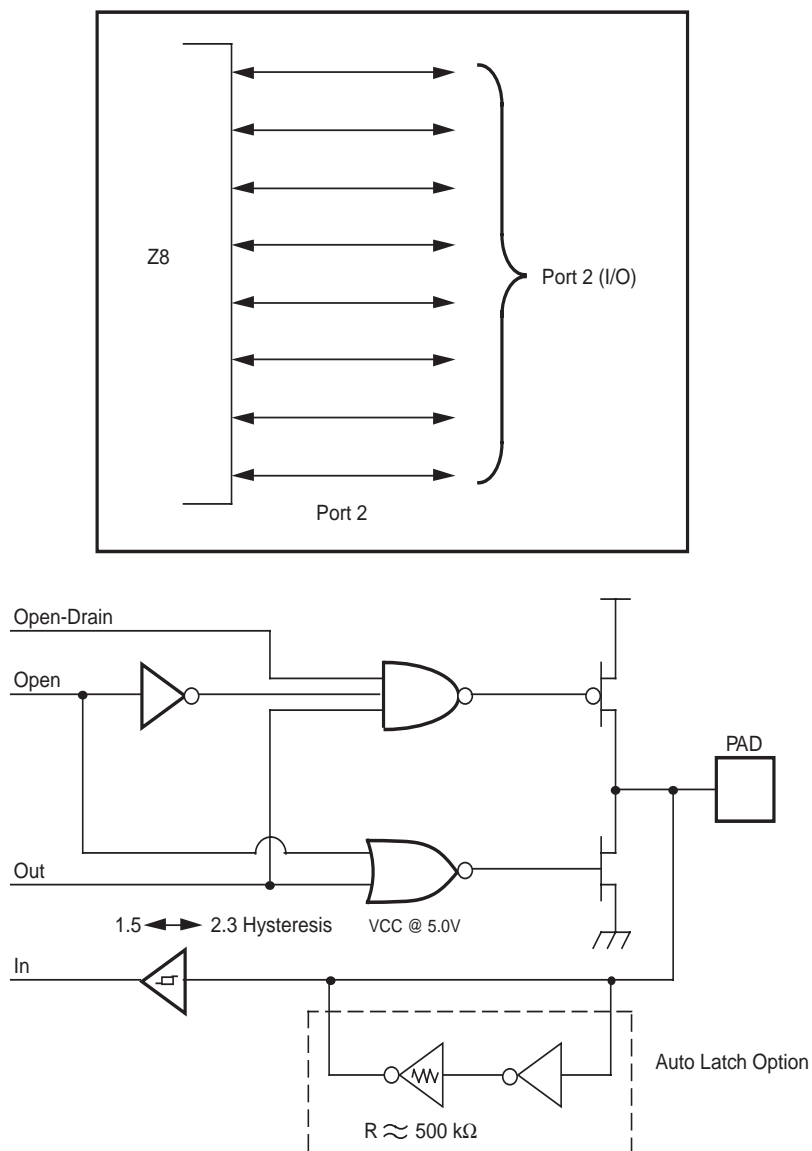 Z8
Port 2 (I/O)
Port 2
Open-Drain
Open
PAD
Out
1.5 2.3 Hysteresis VCC @ 5.0V
In
Auto Latch Option
R ≈ 500 kΩ